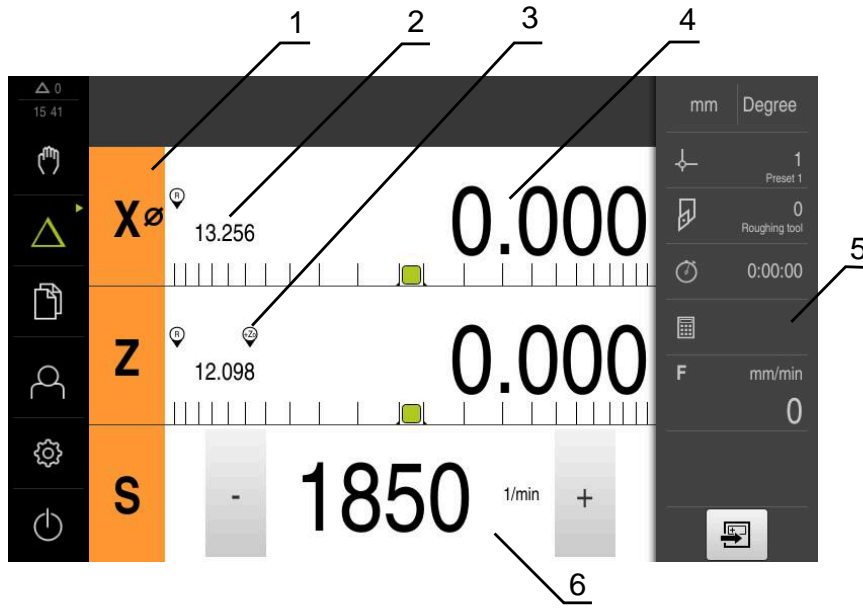 1 2 3 4
0
15 41
mm Degree
1
Preset 1
R
X⌀ 13.256 0.000
0
Roughing tool
0:00:00
5
R +Zo
Z 12.098 0.000
F mm/min
0
S - 1850 1/min +
6